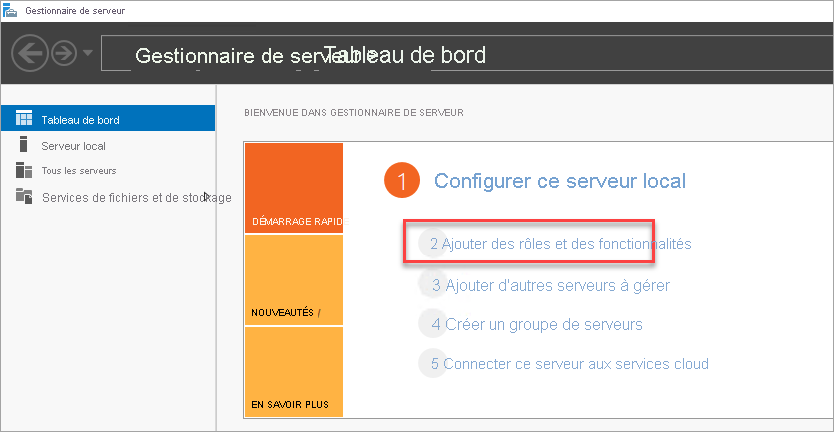 Gestionnaire de serveur
Gestionnaire de serveur Tableau de bord
Tableau de bord
Serveur local
Tous les serveurs
Services de fichiers et de stockage
BIENVENUE DANS GESTIONNAIRE DE SERVEUR
DÉMARRAGE RAPID
NOUVEAUTÉS /
EN SAVOIR PLUS
1 Configurer ce serveur local
2 Ajouter des rôles et des fonctionnalités
3 Ajouter d'autres serveurs à gérer
4 Créer un groupe de serveurs
5 Connecter ce serveur aux services cloud